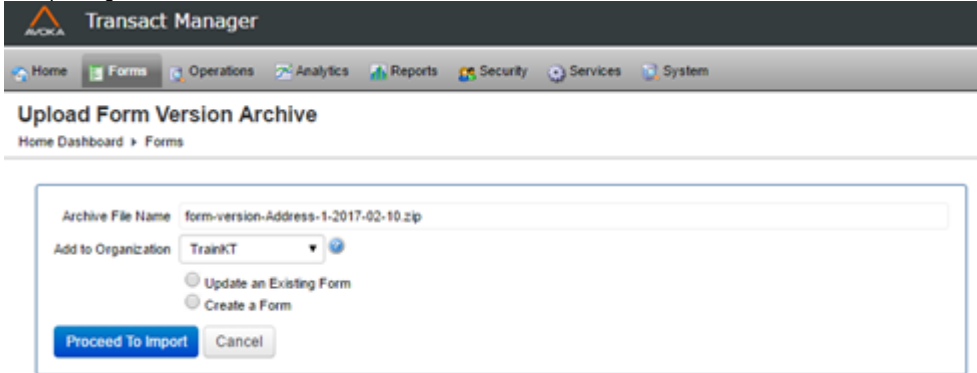 AVOKA Transact Manager
Home Forms Operations Analytics Reports Security Services System
Upload Form Version Archive
Home Dashboard ▸ Forms
Archive File Name form-version-Address-1-2017-02-10.zip
Add to Organization TrainKT
Update an Existing Form
Create a Form
Proceed To Import Cancel